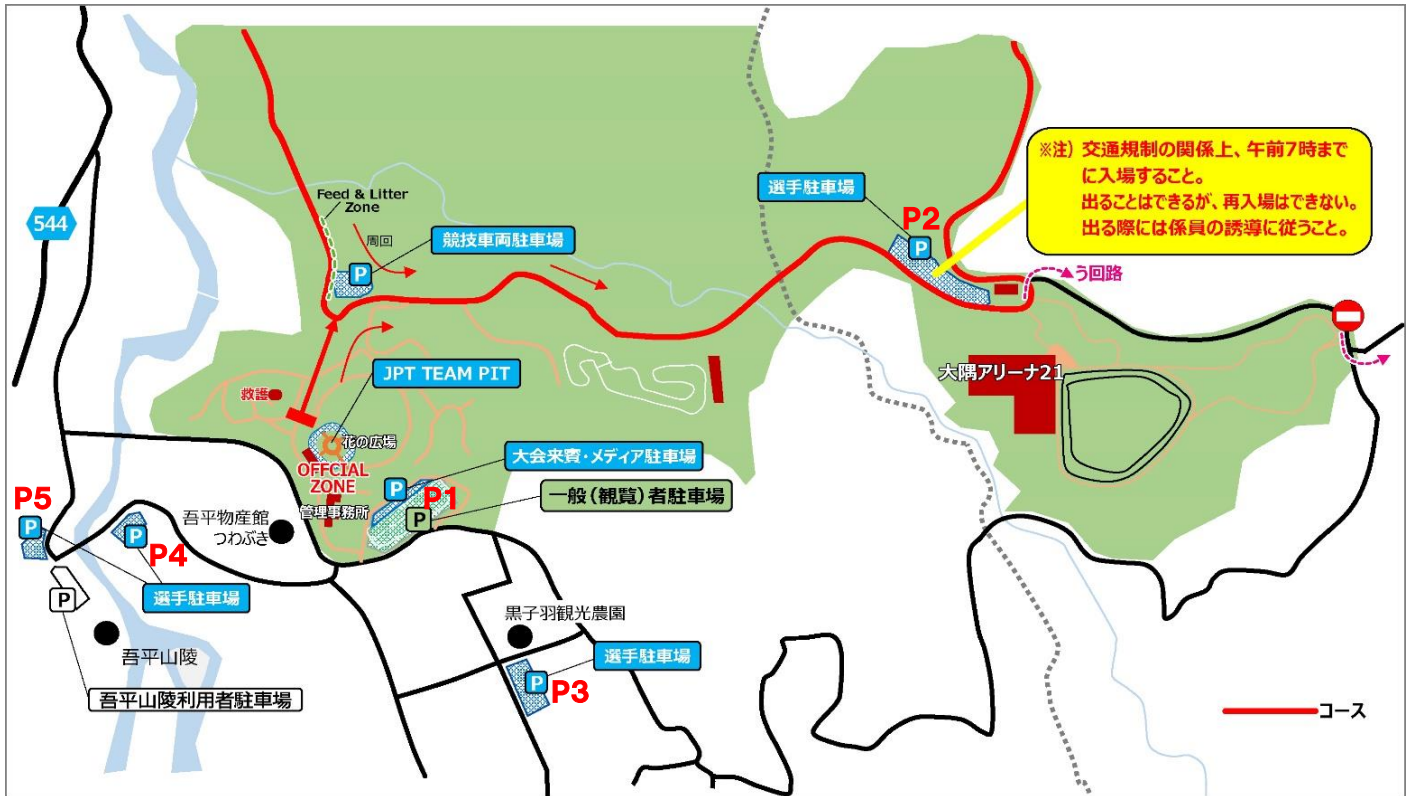 544
Feed & Litter
Zone
周回
競技車両駐車場
P
選手駐車場
P2
P
※注）交通規制の関係上、午前7時まで
に入場すること。
出ることはできるが、再入場はできない。
出る際には係員の誘導に従うこと。
う回路
JPT TEAM PIT
救護
花の広場
OFFCIAL
ZONE
管理事務所
大会来賓・メディア駐車場
P
P1
一般（観覧）者駐車場
P
大隅アリーナ21
P5
P
吾平物産館
つわぶき
P
P4
選手駐車場
P
吾平山陵
吾平山陵利用者駐車場
黒子羽観光農園
選手駐車場
P
P3
コース